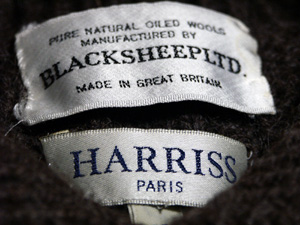 PURE NATURAL OILED WOOLS
MANUFACTURED BY
BLACKSHEEPLTD.
MADE IN GREAT BRITAIN
HARRISS
PARIS